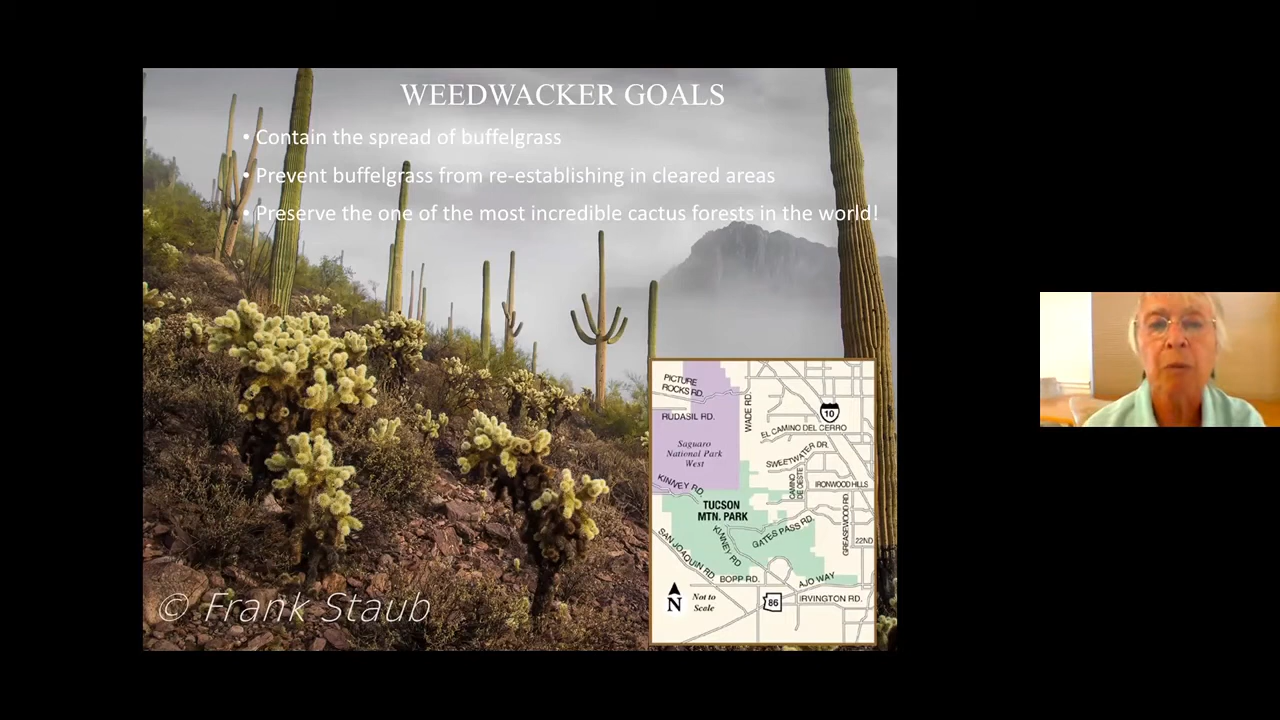 WEEDWACKER GOALS
• Contain the spread of buffelgrass
• Prevent buffelgrass from re-establishing in cleared areas
• Preserve the one of the most incredible cactus forests in the world!
PICTURE
ROCKS RD.
WADE RD.
10
RUDASIL RD.
EL CAMINO DEL CERRO
Saguaro
National Park
West
SWEETWATER DR.
KINNEY RD.
CAMINO
DE OESTE
IRONWOOD HILLS
TUCSON
MTN. PARK
GREASEWOOD RD.
GATES PASS RD.
KINNEY RD
22ND
SAN JOAQUIN RD.
BOPP RD.
AJO WAY
N
Not to
Scale
86
IRVINGTON RD.
© Frank Staub